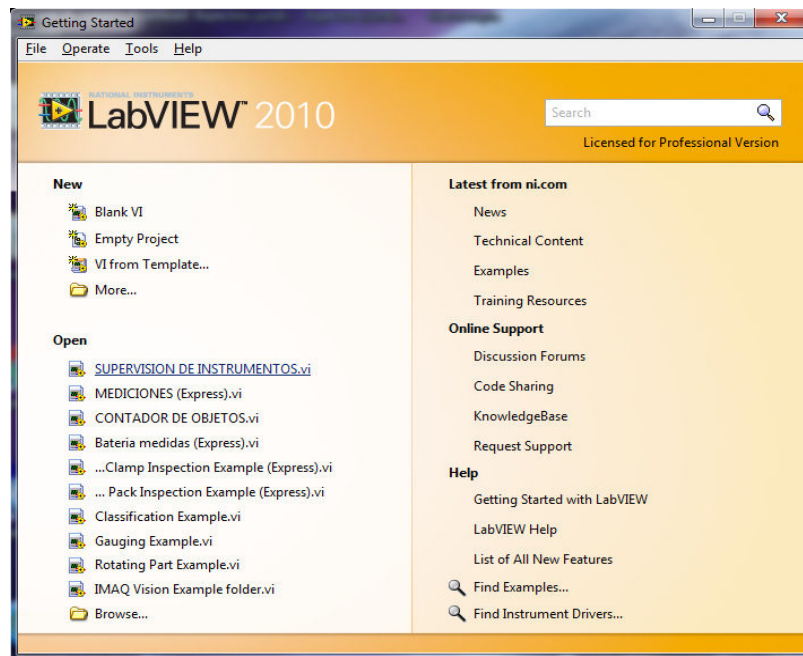 Getting Started
File Operate Tools Help
NATIONAL INSTRUMENTS
LabVIEW™ 2010
Search
Licensed for Professional Version
New
Blank VI
Empty Project
VI from Template...
More...
Open
SUPERVISION DE INSTRUMENTOS.vi
MEDICIONES (Express).vi
CONTADOR DE OBJETOS.vi
Bateria medidas (Express).vi
...Clamp Inspection Example (Express).vi
... Pack Inspection Example (Express).vi
Classification Example.vi
Gauging Example.vi
Rotating Part Example.vi
IMAQ Vision Example folder.vi
Browse...
Latest from ni.com
News
Technical Content
Examples
Training Resources
Online Support
Discussion Forums
Code Sharing
KnowledgeBase
Request Support
Help
Getting Started with LabVIEW
LabVIEW Help
List of All New Features
Find Examples...
Find Instrument Drivers...